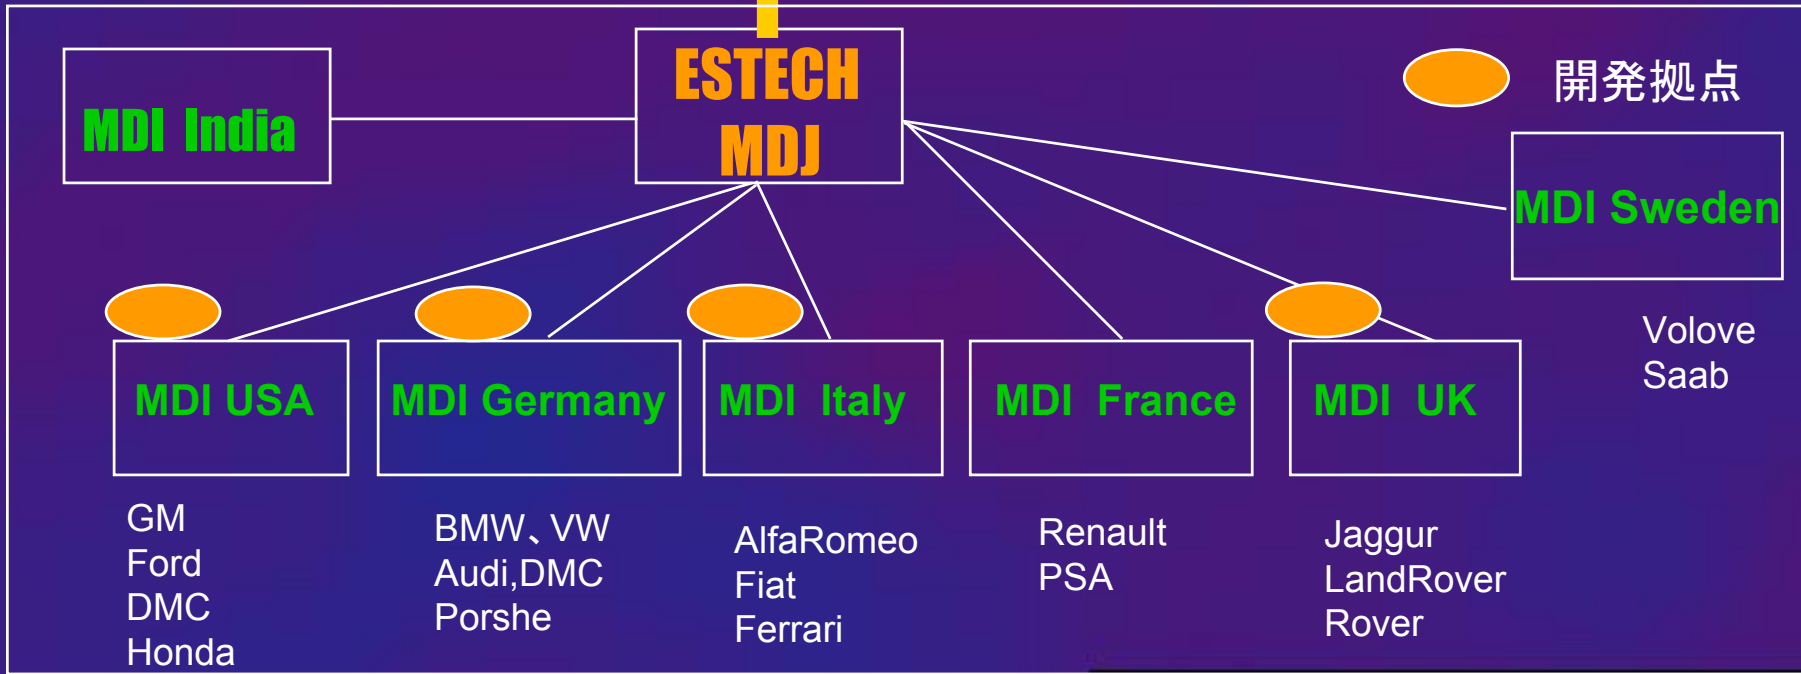 ESTECH
MDJ
MDI India
開発拠点
MDI Sweden
Volove
Saab
MDI USA
GM
Ford
DMC
Honda
MDI Germany
BMW、VW
Audi,DMC
Porshe
MDI Italy
AlfaRomeo
Fiat
Ferrari
MDI France
Renault
PSA
MDI UK
Jaggur
LandRover
Rover